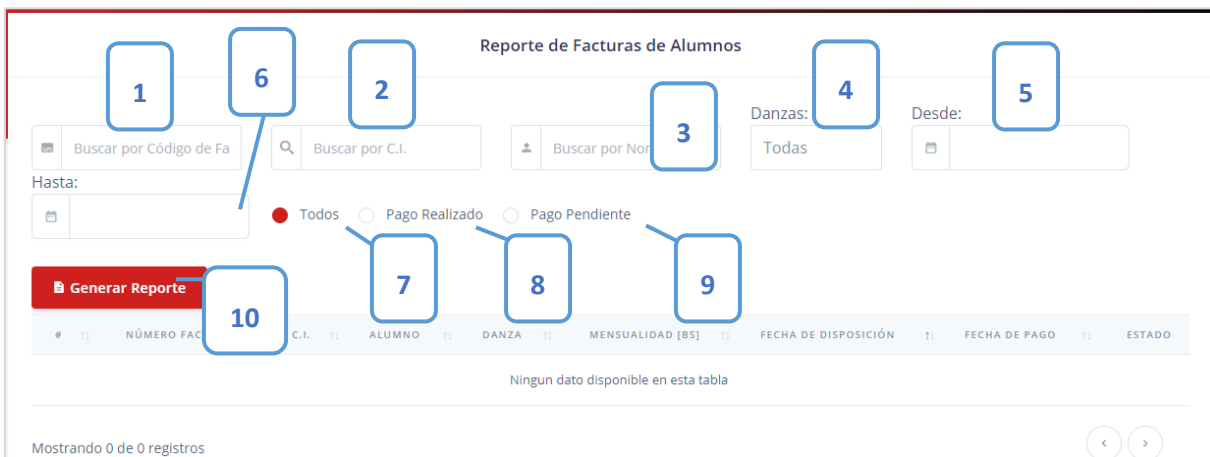 Reporte de Facturas de Alumnos
1
6
2
3
4
5
Danzas:
Desde:
Buscar por Código de Fa
Buscar por C.I.
Buscar por Nor
Todas
Hasta:
Todos
Pago Realizado
Pago Pendiente
7
8
9
Generar Reporte
10
# NÚMERO FAC C.I. ALUMNO DANZA MENSUALIDAD [BS] FECHA DE DISPOSICIÓN FECHA DE PAGO ESTADO
Ningun dato disponible en esta tabla
Mostrando 0 de 0 registros